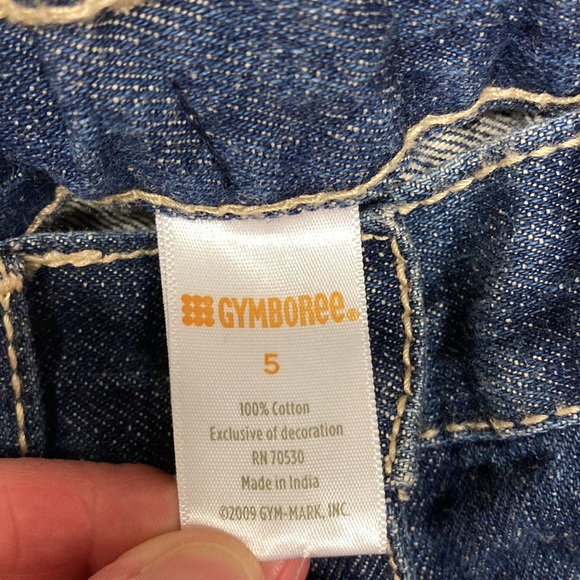 GYMBOREE®
5
100% Cotton
Exclusive of decoration
RN 70530
Made in India
©2009 GYM-MARK, INC.